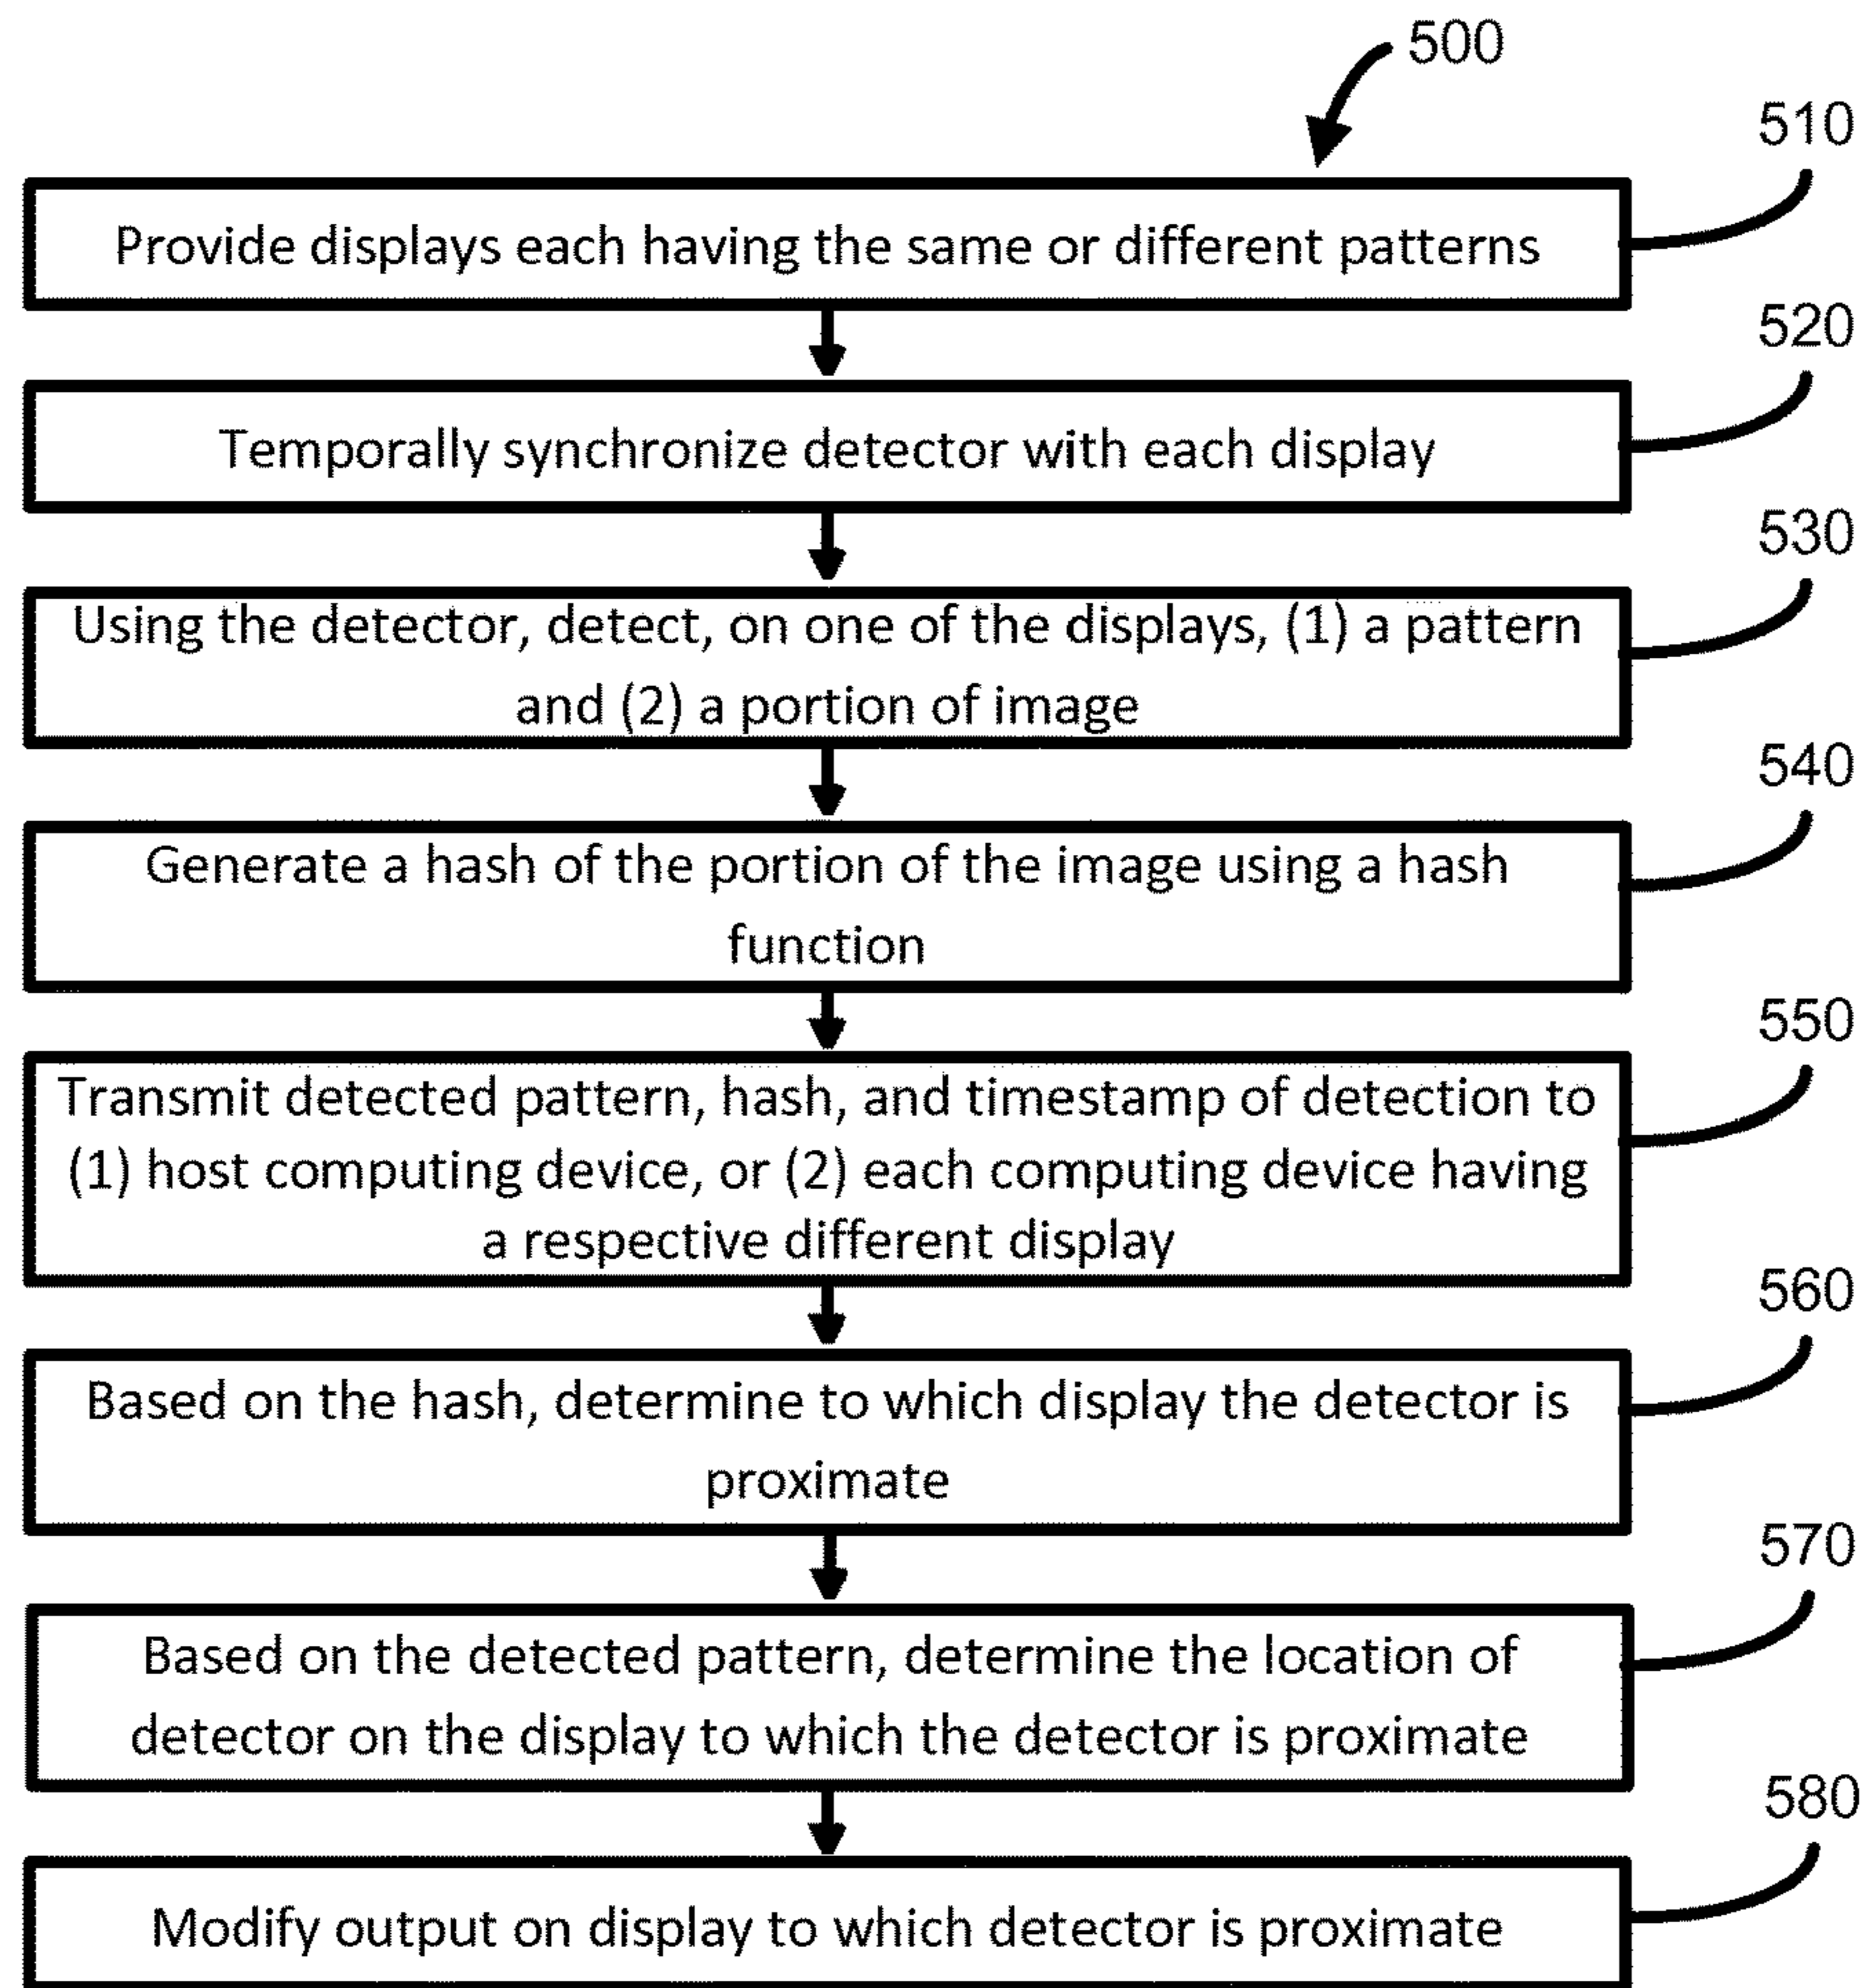 500
510
Provide displays each having the same or different patterns
520
Temporally synchronize detector with each display
530
Using the detector, detect, on one of the displays, (1) a pattern
and (2) a portion of image
540
Generate a hash of the portion of the image using a hash
function
550
Transmit detected pattern, hash, and timestamp of detection to
(1) host computing device, or (2) each computing device having
a respective different display
560
Based on the hash, determine to which display the detector is
proximate
570
Based on the detected pattern, determine the location of
detector on the display to which the detector is proximate
580
Modify output on display to which detector is proximate